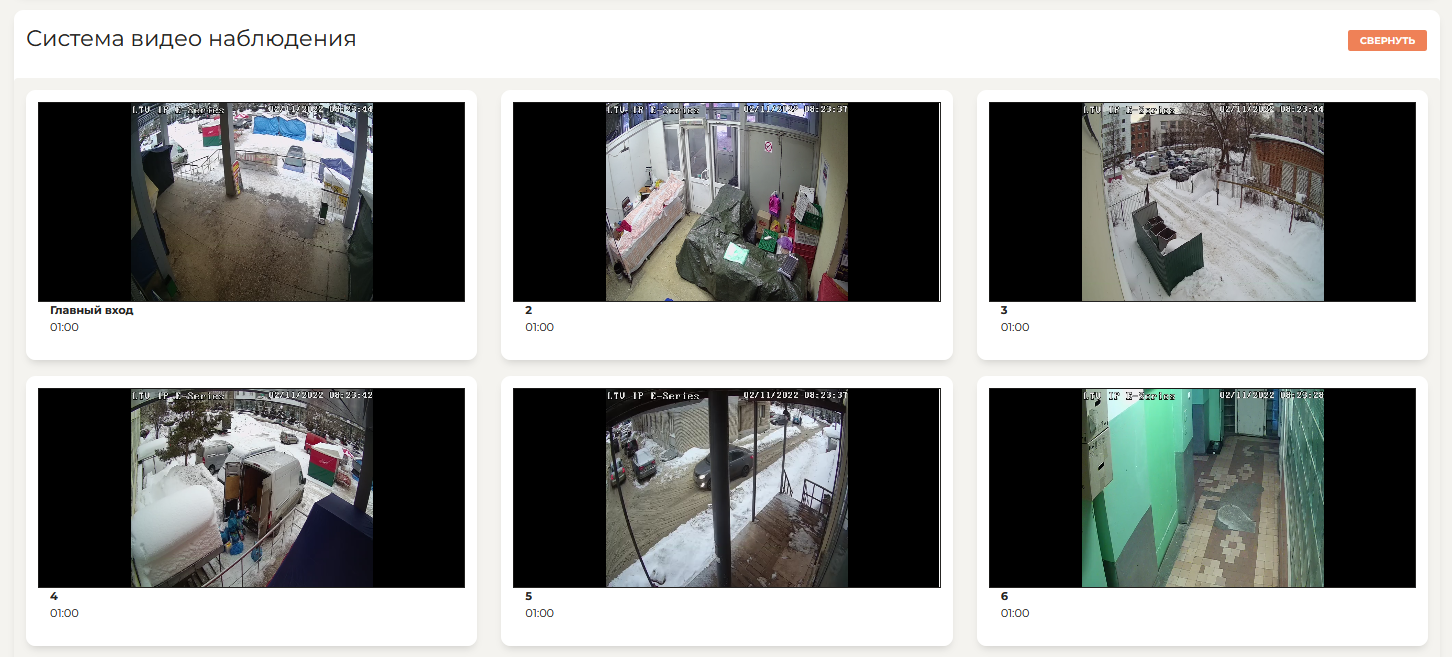 Система видео наблюдения
СВЕРНУТЬ
LTV IP E-Series 02/11/2022 08:23:44
LTV IP E-Series 02/11/2022 08:23:37
LTV IP E-Series 02/11/2022 08:23:44
Главный вход
2
3
01:00
01:00
01:00
LTV IP E-Series 02/11/2022 08:23:42
LTV IP E-Series 02/11/2022 08:23:37
LTV IP E-Series 02/11/2022 08:23:28
4
5
6
01:00
01:00
01:00